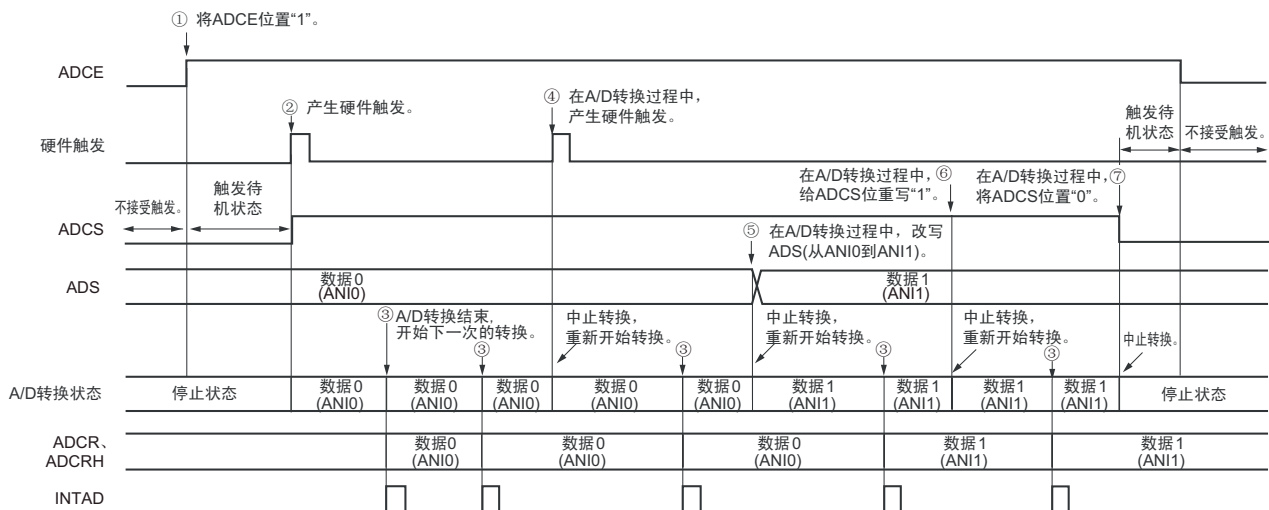 ① 将ADCE位置“1”。
ADCE
② 产生硬件触发。
④ 在A/D转换过程中，
产生硬件触发。
触发待
机状态
不接受触发。
硬件触发
不接受触发。
触发待
机状态
在A/D转换过程中，⑥
给ADCS位重写“1”。
在A/D转换过程中，⑦
将ADCS位置“0”。
ADCS
⑤ 在A/D转换过程中，改写
ADS(从ANI0到ANI1)。
ADS
数据0
(ANI0)
数据1
(ANI1)
③ A/D转换结束,
开始下一次的转换。
③
中止转换，
重新开始转换。
③
中止转换，
重新开始转换。
③
中止转换，
重新开始转换。
③
中止转换。
A/D转换状态
停止状态
数据0
(ANI0)
数据0
(ANI0)
数据0
(ANI0)
数据0
(ANI0)
数据0
(ANI0)
数据1
(ANI1)
数据1
(ANI1)
数据1
(ANI1)
数据1
(ANI1)
停止状态
ADCR、
ADCRH
数据0
(ANI0)
数据0
(ANI0)
数据0
(ANI0)
数据1
(ANI1)
数据1
(ANI1)
INTAD